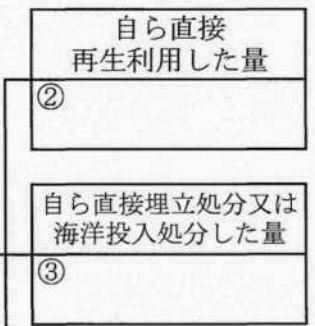 自ら直接
再生利用した量
②
自ら直接埋立処分又は
海洋投入処分した量
③